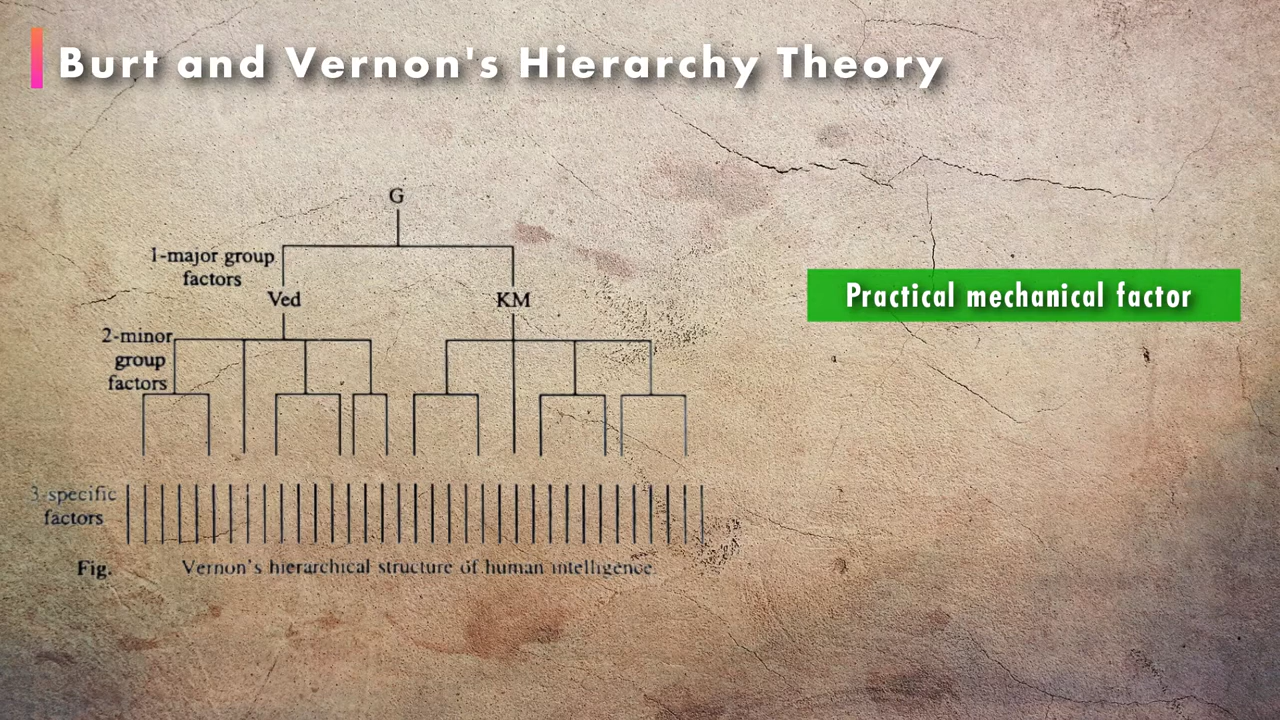 Burt and Vernon's Hierarchy Theory
G
1-major group
factors
Ved
KM
2-minor
group
factors
Practical mechanical factor
3-specific
factors
Fig. Vernon's hierarchical structure of human intelligence.